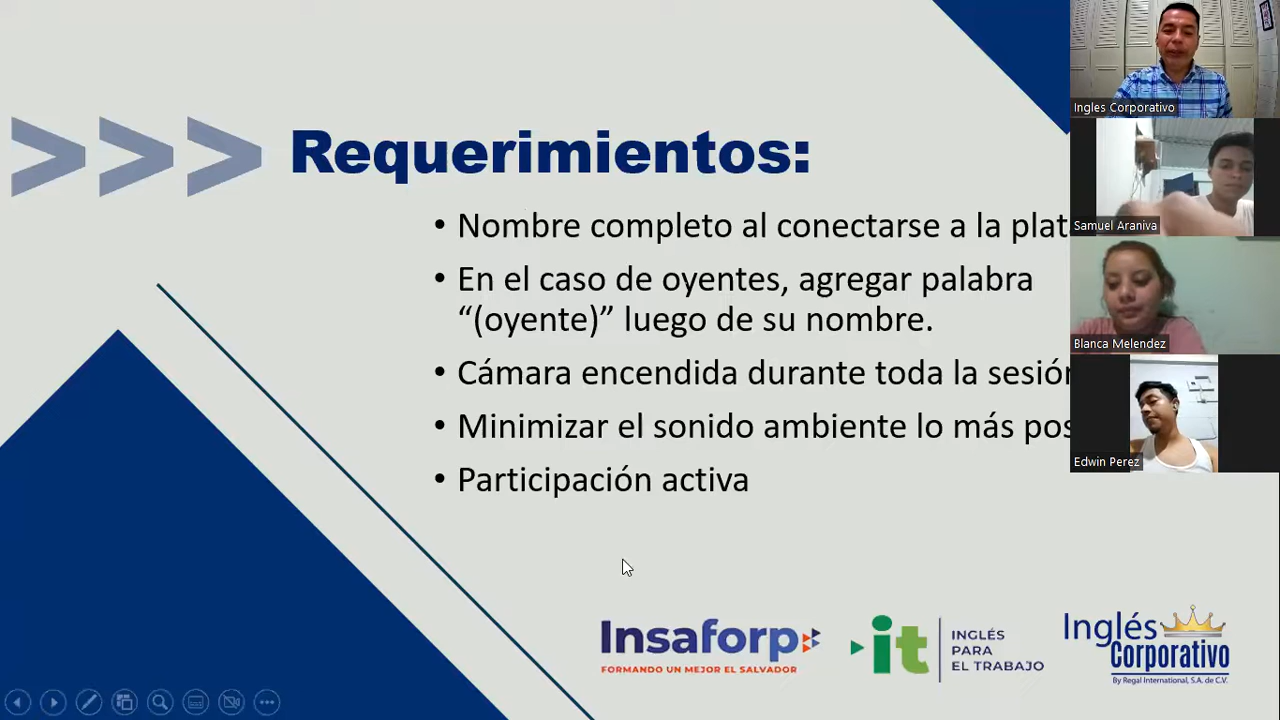 Requerimientos:
• Nombre completo al conectarse a la plat
• En el caso de oyentes, agregar palabra
“(oyente)” luego de su nombre.
• Cámara encendida durante toda la sesión
• Minimizar el sonido ambiente lo más pos
• Participación activa
Ingles Corporativo
Samuel Araniva
Blanca Melendez
Edwin Perez
Insaforp
FORMANDO UN MEJOR EL SALVADOR
it
INGLÉS
PARA
EL TRABAJO
Inglés
Corporativo
By Regal International, S.A. de C.V.